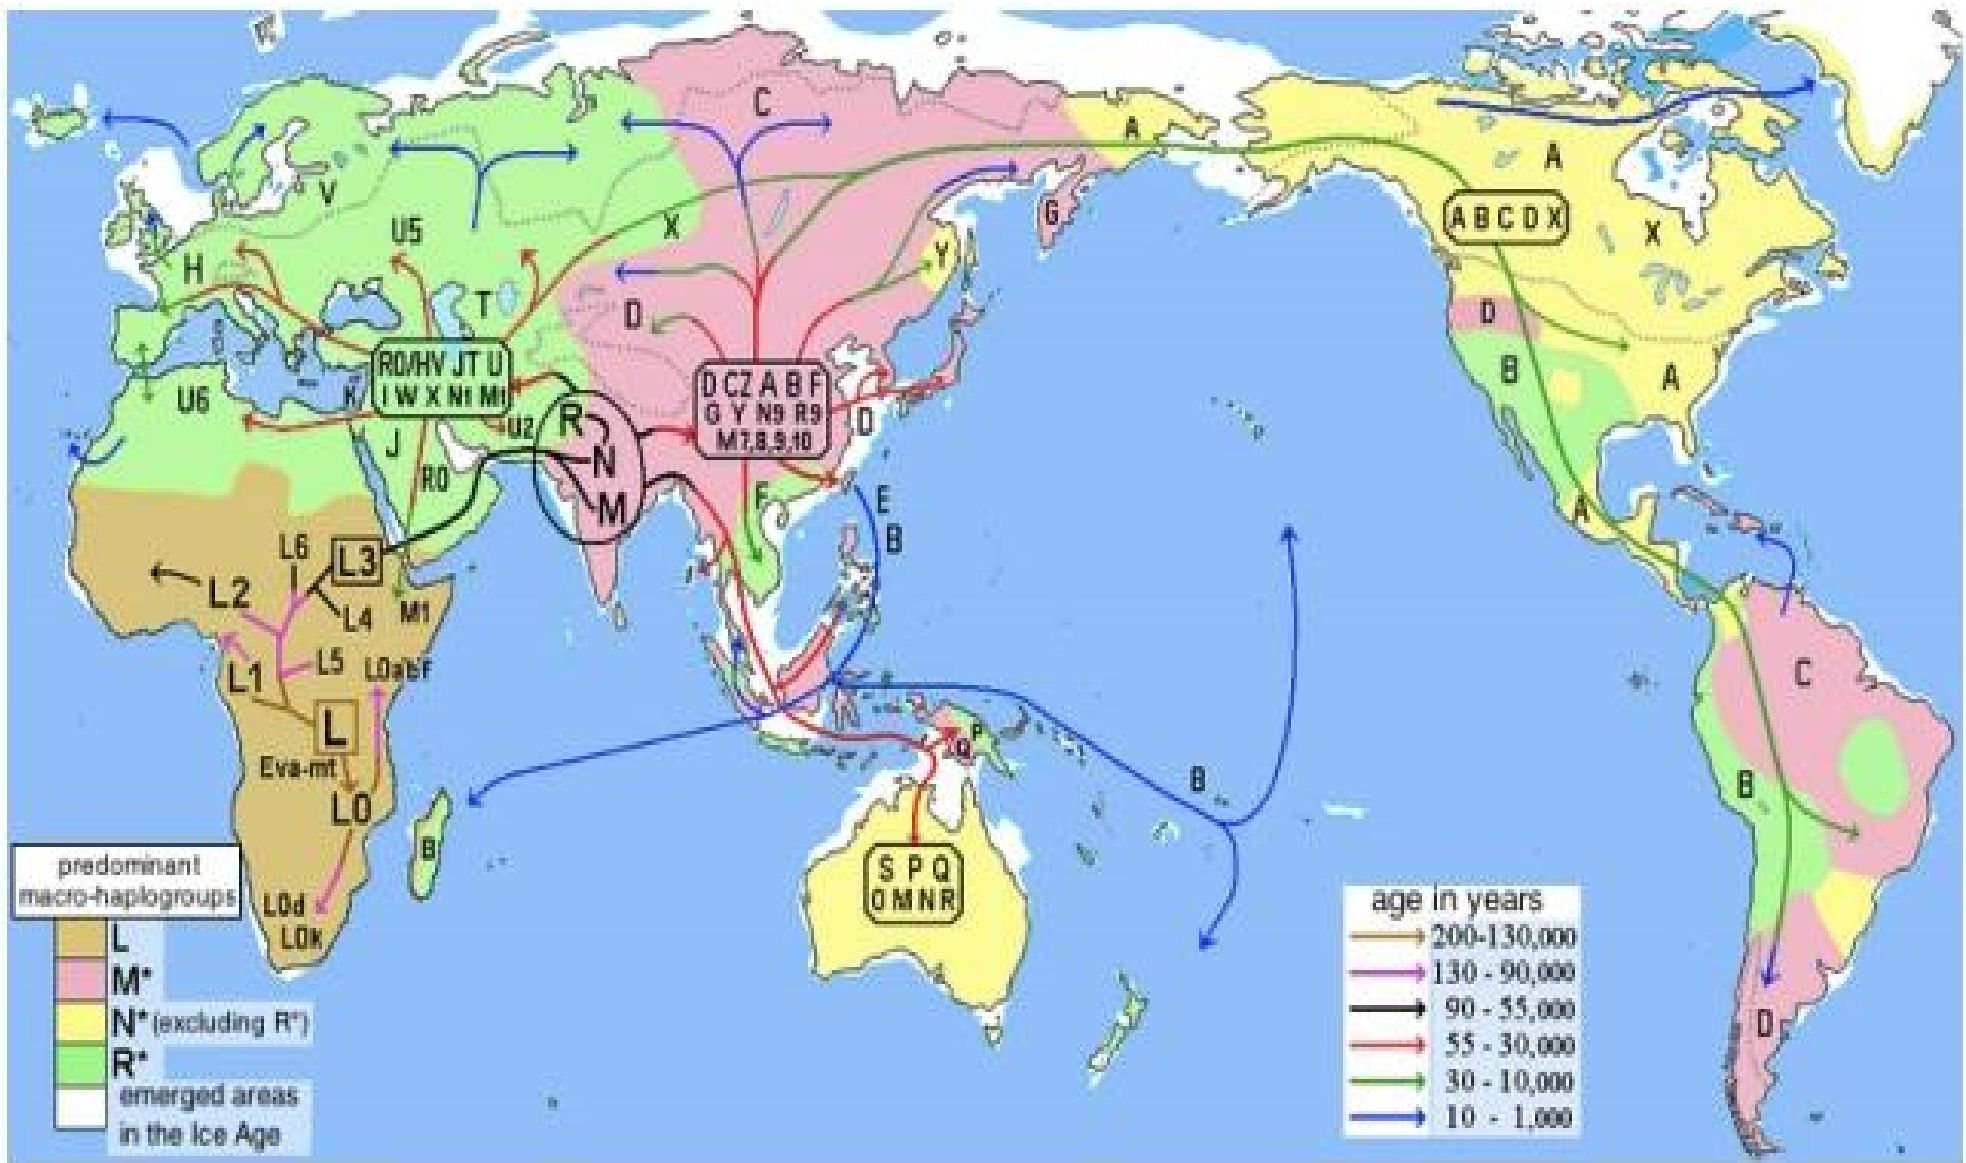 C
A
A
V
G
A B C D X
X
X
U5
H
Y
T
D
D
R0/HV JT U
I W X N1 M1
K
U6
D CZ A B F
G Y N9 R9
M7,8,9,10
B
A
R
U2
D
J
N
R0
M
F
E
B
A
L6
L3
L2
L4
M1
L5
L0abf
L1
C
L
P
Q
Eva-mt
B
B
L0
B
predominant
macro-haplogroups
S P Q
O M N R
L0d
L0k
age in years
L
200-130,000
M*
130 - 90,000
90 - 55,000
N* (excluding R*)
D
55 - 30,000
R*
30 - 10,000
emerged areas
in the Ice Age
10 - 1,000